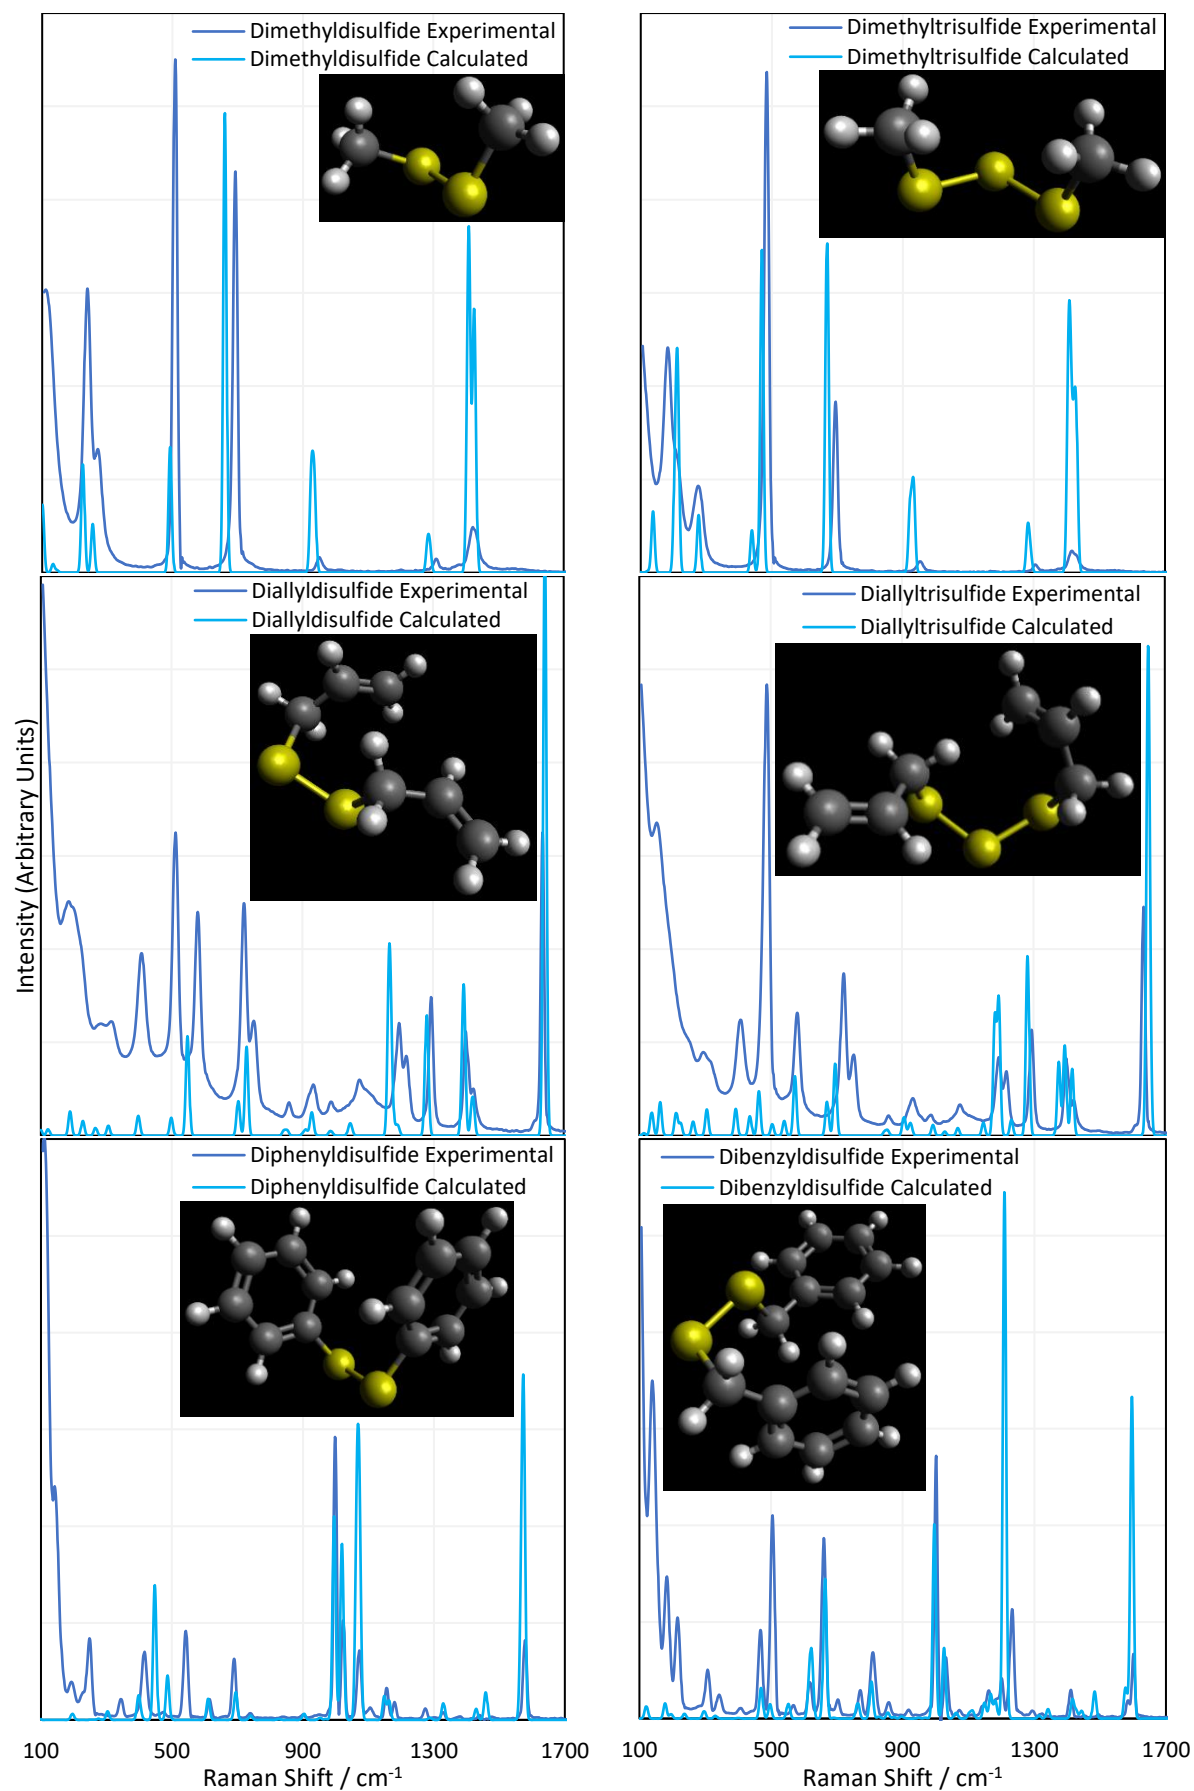 Dimethyldisulfide Experimental
Dimethyldisulfide Calculated
Dimethyltrisulfide Experimental
Dimethyltrisulfide Calculated
Diallyldisulfide Experimental
Diallyldisulfide Calculated
Diallyltrisulfide Experimental
Diallyltrisulfide Calculated
Intensity (Arbitrary Units)
Diphenyldisulfide Experimental
Diphenyldisulfide Calculated
Dibenzyldisulfide Experimental
Dibenzyldisulfide Calculated
100 500 900 1300 1700
100 500 900 1300 1700
Raman Shift / cm⁻¹
Raman Shift / cm⁻¹